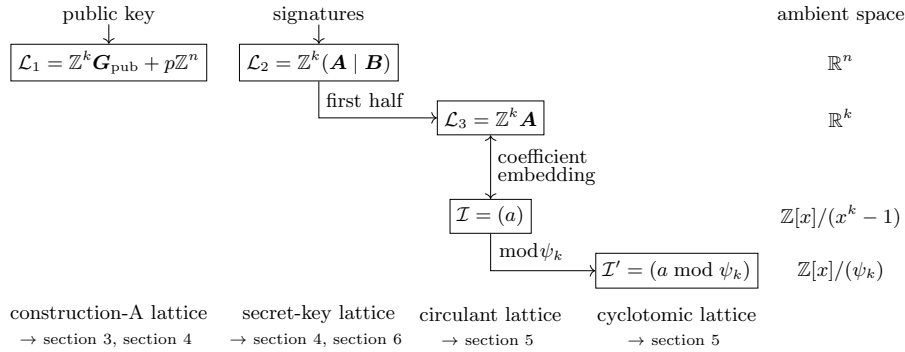 public key signatures ambient space
ℒ₁ = ℤᵏG_pub + pℤⁿ ℒ₂ = ℤᵏ(A | B) ℝⁿ
first half
ℒ₃ = ℤᵏA ℝᵏ
coefficient
embedding
ℐ = (a) ℤ[x]/(xᵏ − 1)
mod ψₖ
ℐ′ = (a mod ψₖ) ℤ[x]/(ψₖ)
construction-A lattice secret-key lattice circulant lattice cyclotomic lattice
→ section 3, section 4 → section 4, section 6 → section 5 → section 5